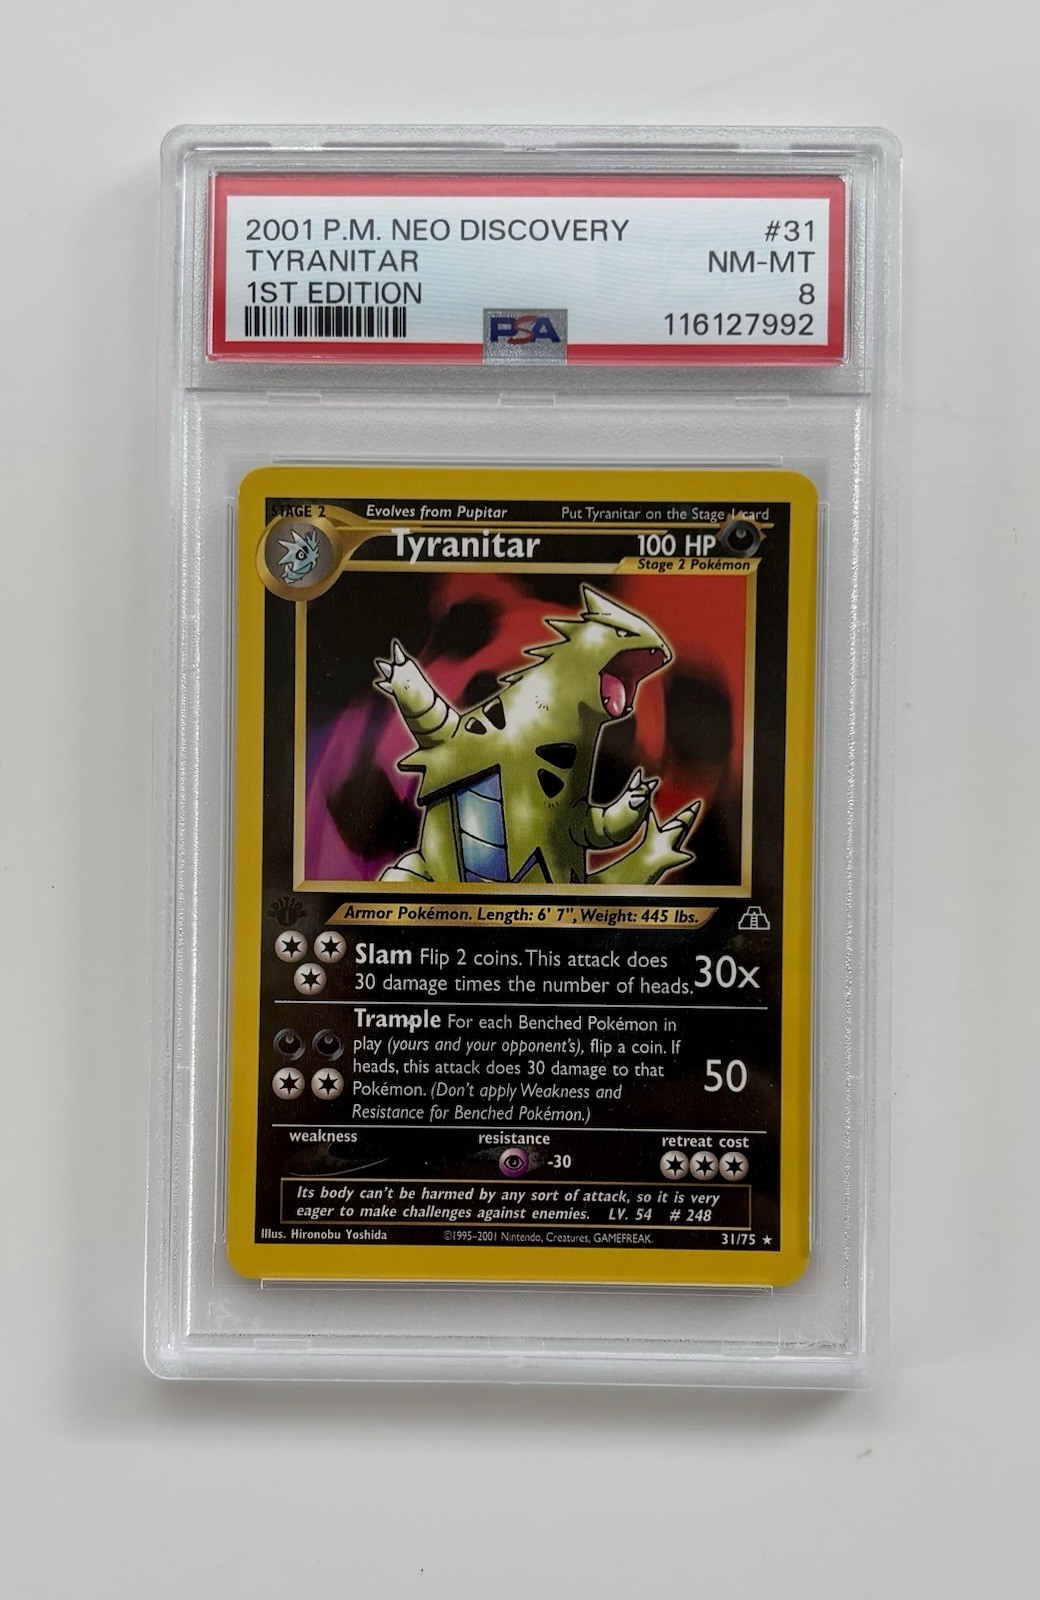 2001 P.M. NEO DISCOVERY #31
TYRANITAR NM-MT
1ST EDITION 8
PSA 116127992
STAGE 2 Evolves from Pupitar Put Tyranitar on the Stage 1 card
Tyranitar 100 HP
Stage 2 Pokémon
EDITION
1
Armor Pokémon. Length: 6' 7", Weight: 445 lbs.
Slam Flip 2 coins. This attack does
30 damage times the number of heads. 30x
Trample For each Benched Pokémon in
play (yours and your opponent's), flip a coin. If
heads, this attack does 30 damage to that
Pokémon. (Don't apply Weakness and
Resistance for Benched Pokémon.)
50
weakness resistance retreat cost
-30
Its body can't be harmed by any sort of attack, so it is very
eager to make challenges against enemies. LV. 54 # 248
Illus. Hironobu Yoshida ©1995-2001 Nintendo, Creatures, GAMEFREAK. 31/75 ★